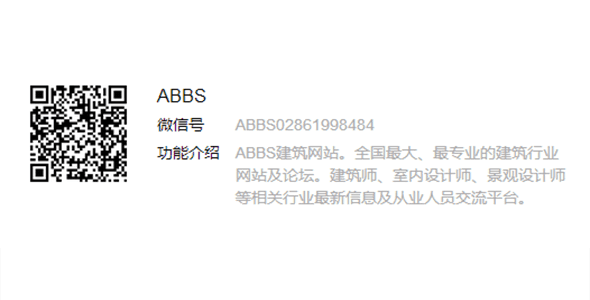 ABBS
微信号 ABBS02861998484
功能介绍 ABBS建筑网站。全国最大、最专业的建筑行业
网站及论坛。建筑师、室内设计师、景观设计师
等相关行业最新信息及从业人员交流平台。